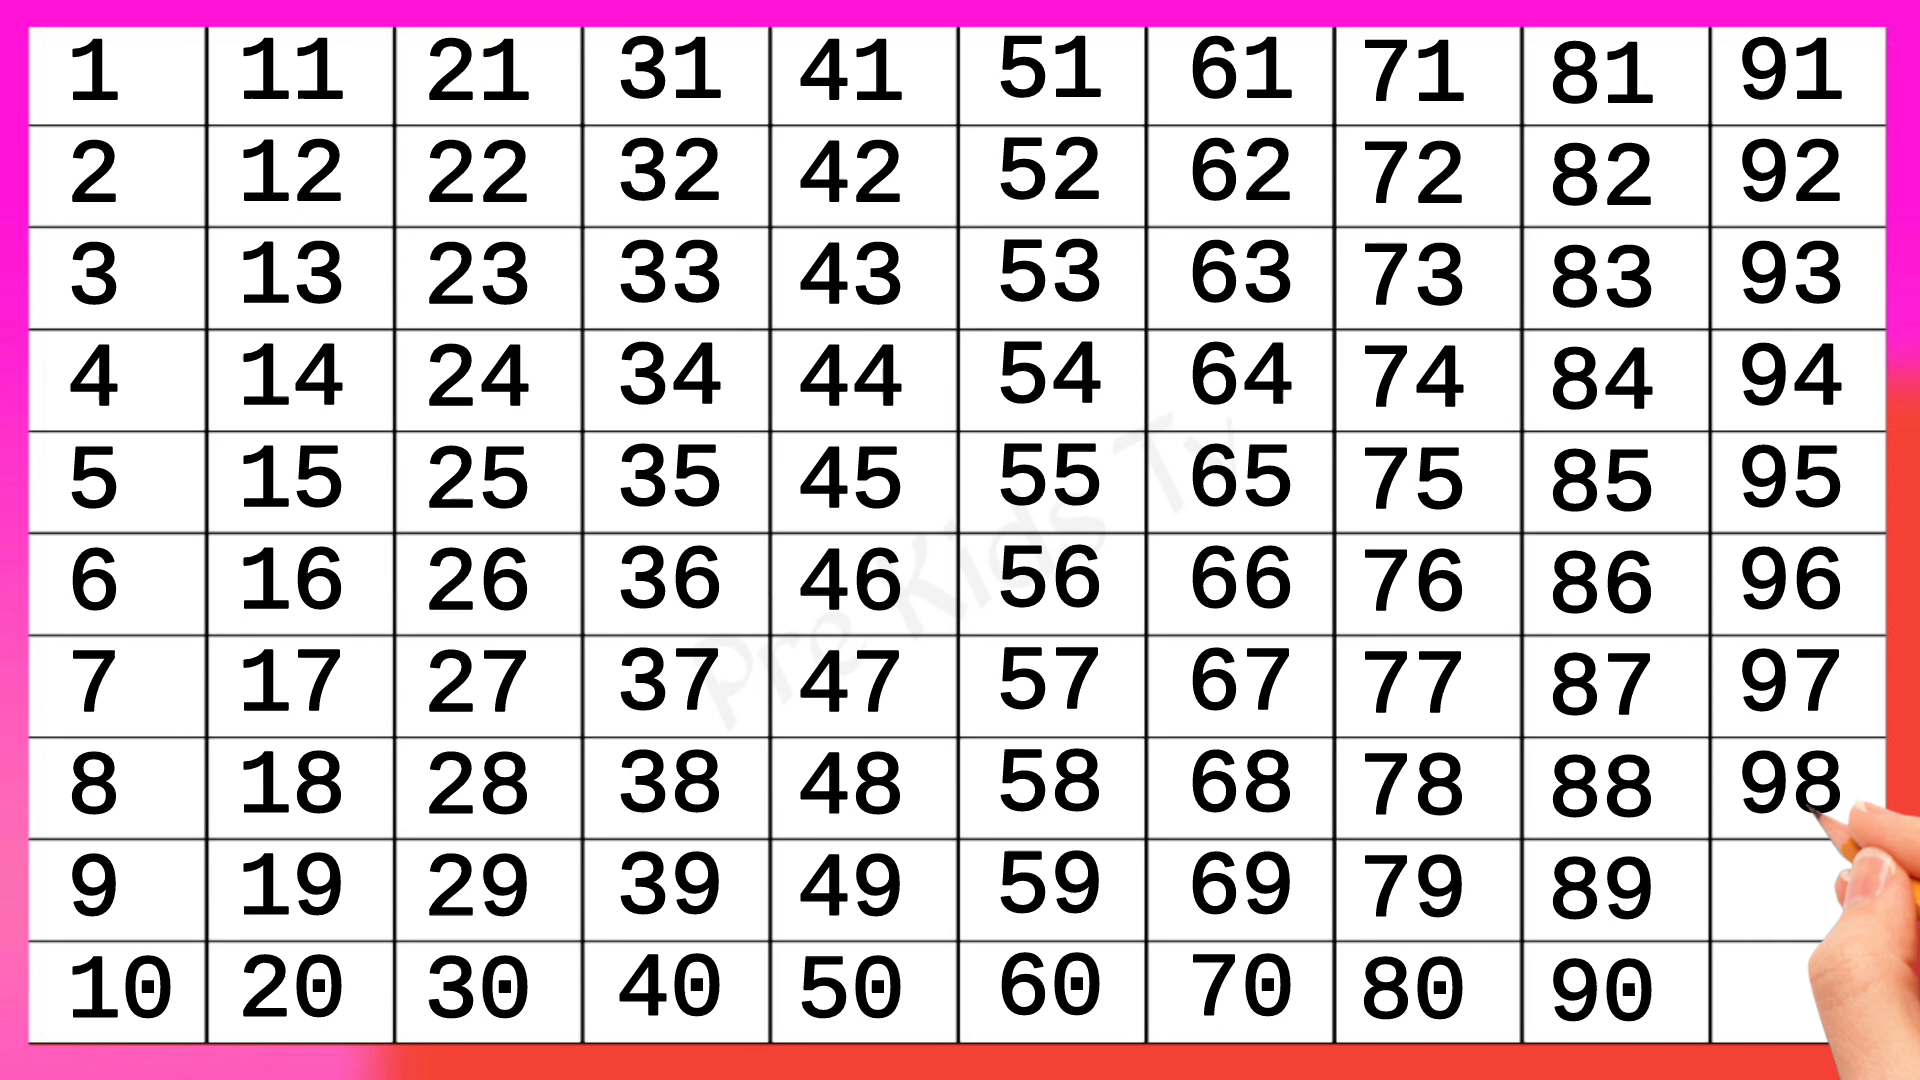 1 11 21 31 41 51 61 71 81 91
2 12 22 32 42 52 62 72 82 92
3 13 23 33 43 53 63 73 83 93
4 14 24 34 44 54 64 74 84 94
5 15 25 35 45 55 65 75 85 95
6 16 26 36 46 56 66 76 86 96
7 17 27 37 47 57 67 77 87 97
8 18 28 38 48 58 68 78 88 98
9 19 29 39 49 59 69 79 89
10 20 30 40 50 60 70 80 90
Pre Kids Tv